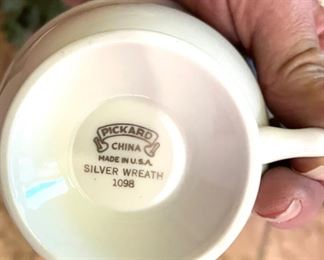 PICKARD
CHINA
MADE IN U.S.A.
SILVER WREATH
1098